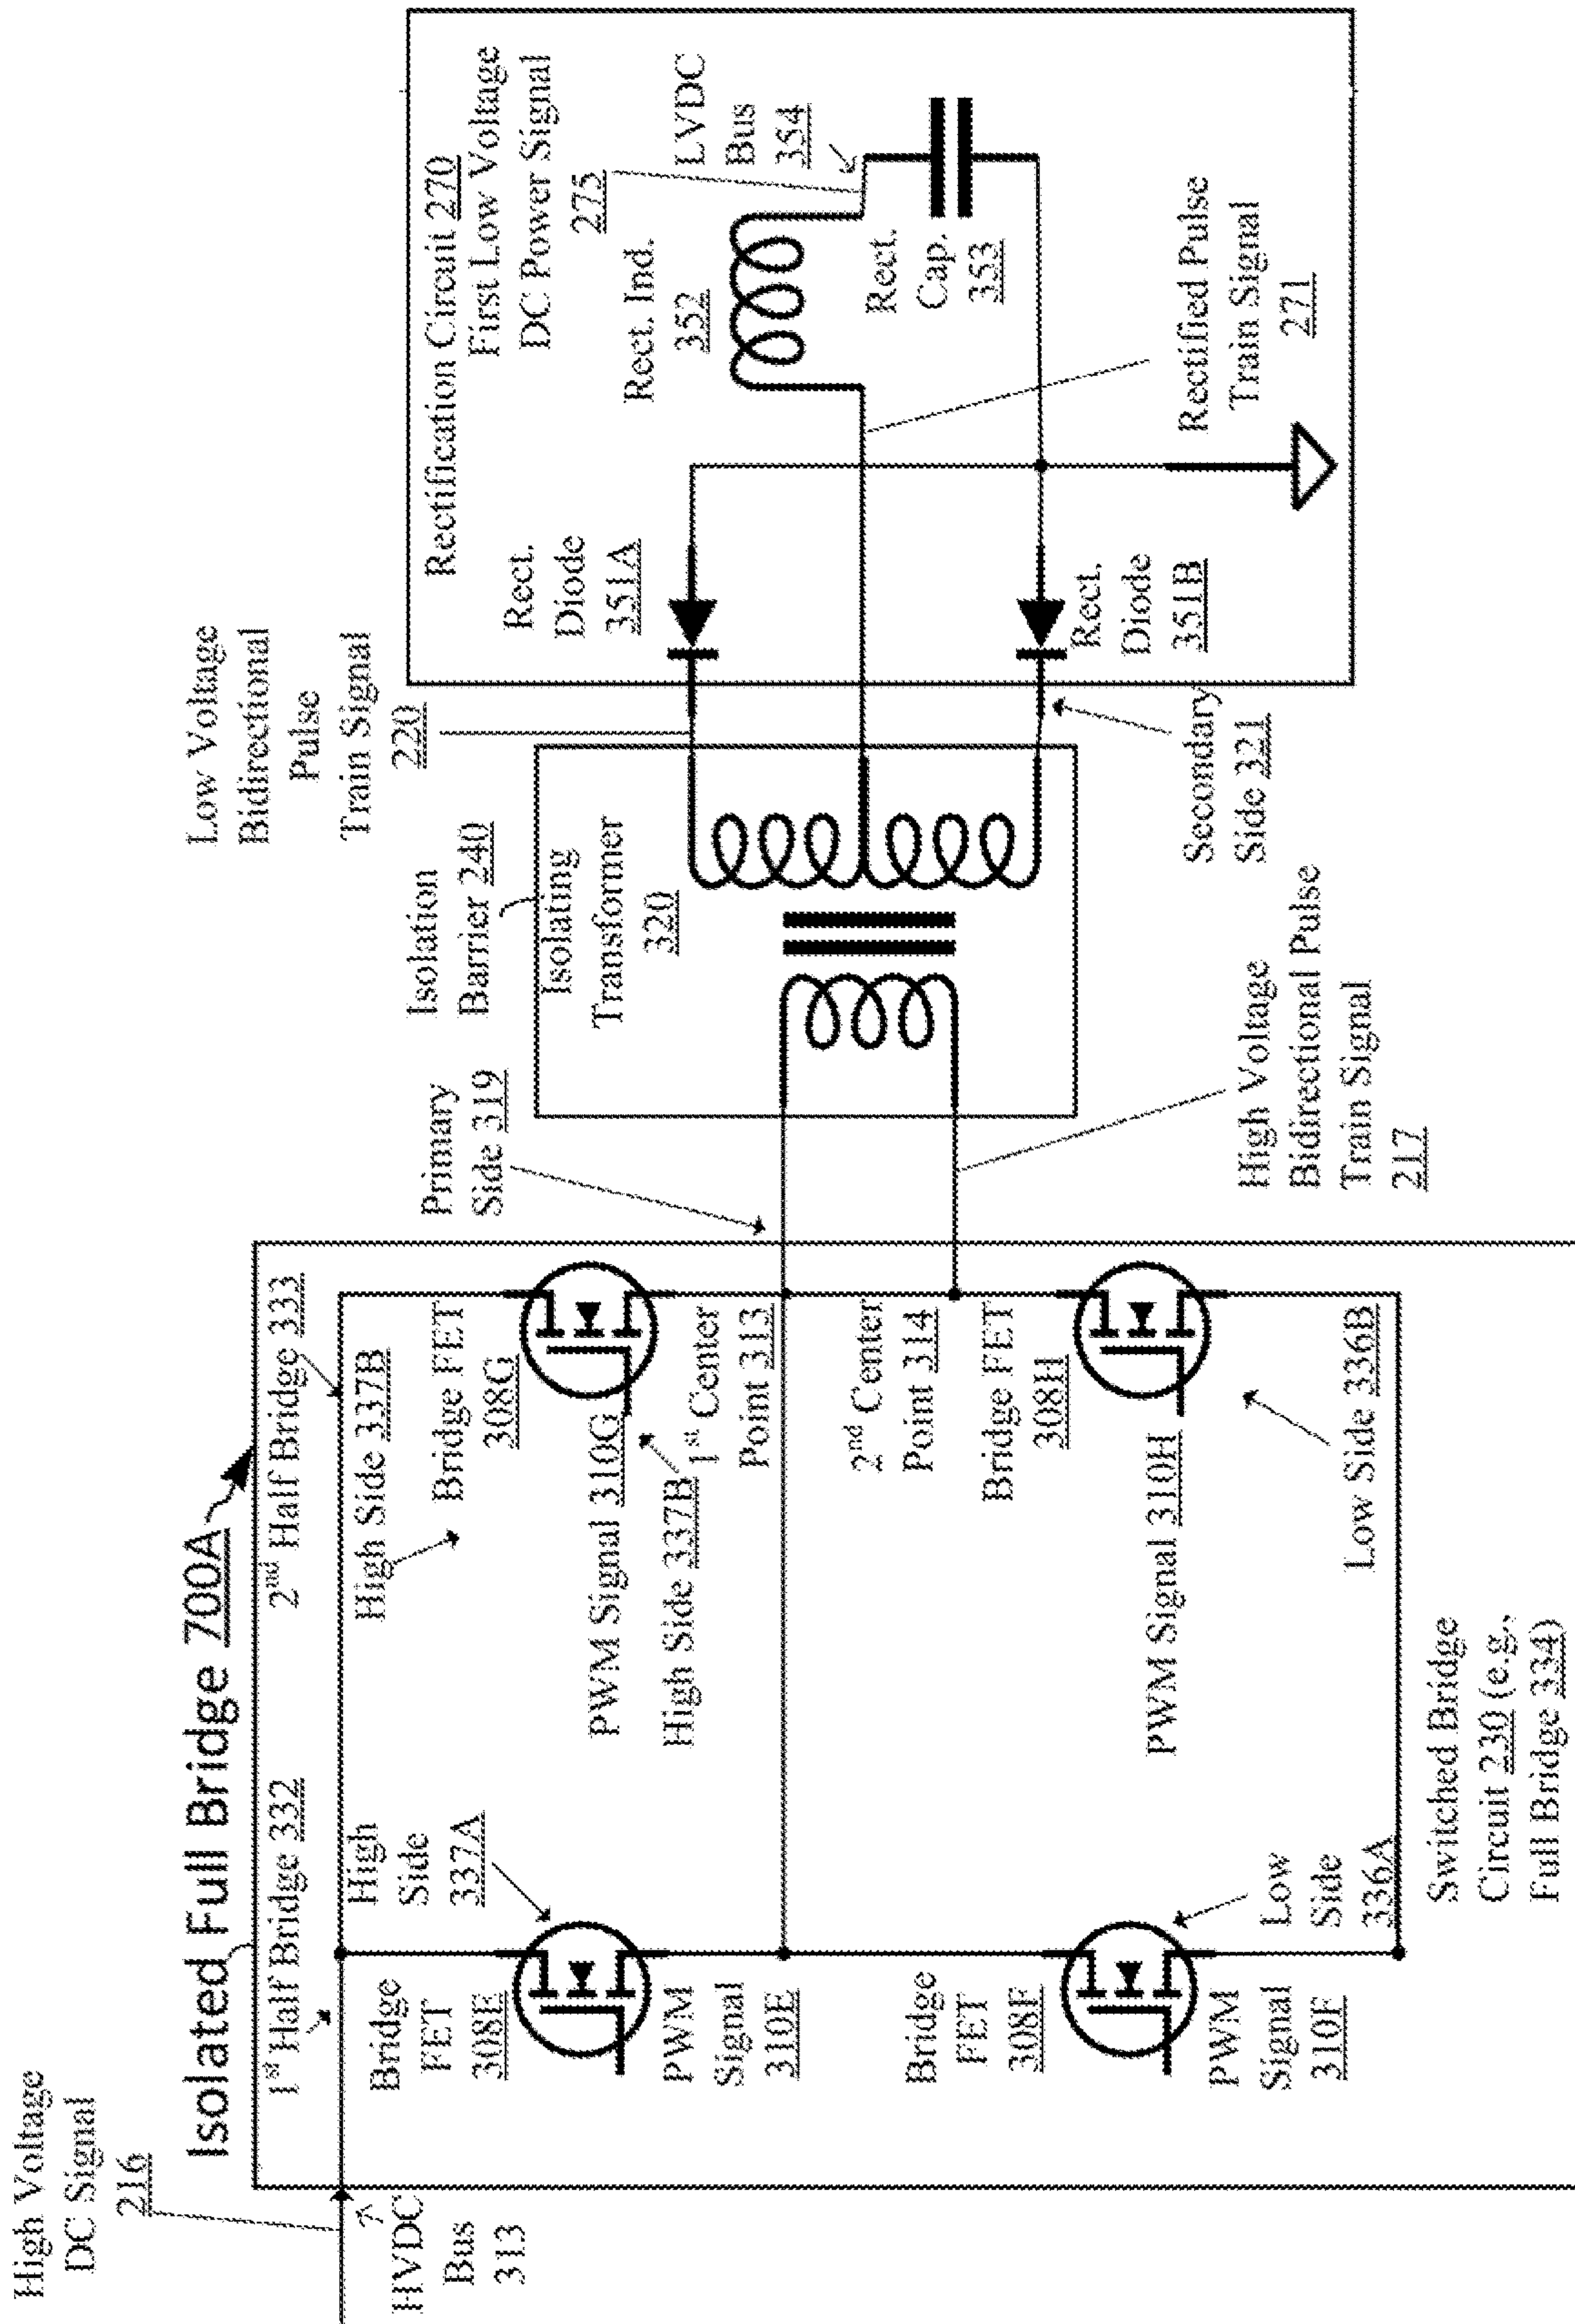 High Voltage
DC Signal
216
HVDC
Bus
313
Isolated Full Bridge 700A
1st Half Bridge 332
2nd Half Bridge 333
High
Side
337A
High Side 337B
Bridge
FET
308E
Bridge FET
308G
PWM
Signal
310E
PWM Signal 310G
High Side 337B
1st Center
Point 313
2nd Center
Point 314
Bridge
FET
308F
Bridge FET
308H
PWM
Signal
310F
PWM Signal 310H
Low
Side
336A
Low Side 336B
Switched Bridge
Circuit 230 (e.g.,
Full Bridge 334)
Primary
Side 319
High Voltage
Bidirectional Pulse
Train Signal
217
Isolation
Barrier 240
Isolating
Transformer
320
Low Voltage
Bidirectional
Pulse
Train Signal
220
Secondary
Side 321
Rectification Circuit 270
First Low Voltage
DC Power Signal
275
Rect.
Diode
351A
Rect. Ind.
352
LVDC
Bus
354
Rect.
Cap.
353
Rect.
Diode
351B
Rectified Pulse
Train Signal
271